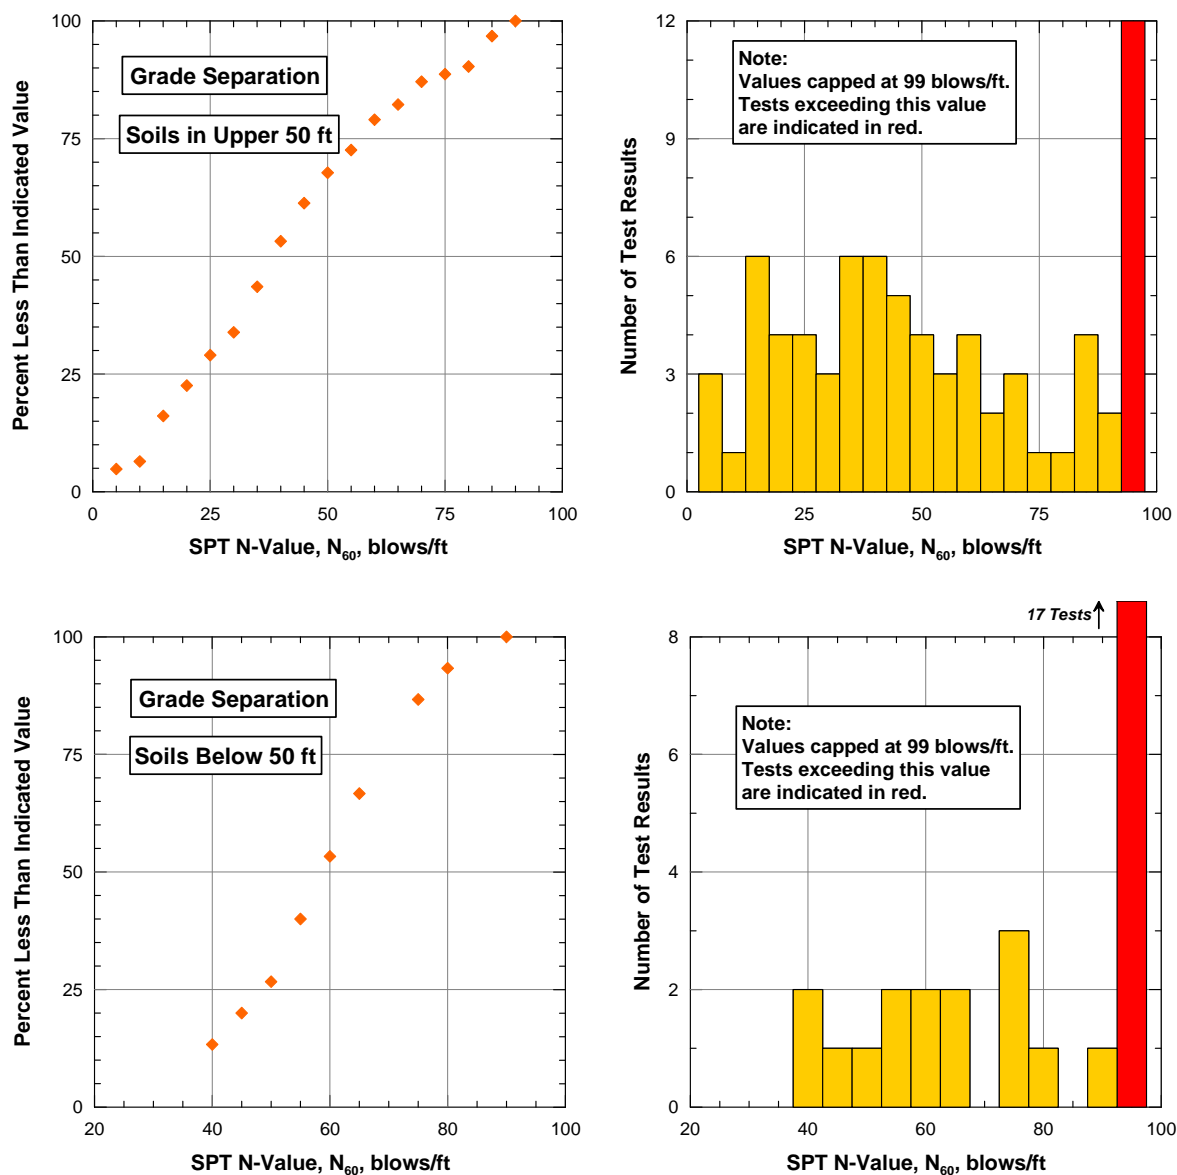 100
75
50
25
0
0
25
50
75
100
Percent Less Than Indicated Value
SPT N-Value, N60, blows/ft
Grade Separation
Soils in Upper 50 ft
12
9
6
3
0
0
25
50
75
100
Number of Test Results
SPT N-Value, N60, blows/ft
Note:
Values capped at 99 blows/ft.
Tests exceeding this value
are indicated in red.
100
75
50
25
0
20
40
60
80
100
Percent Less Than Indicated Value
SPT N-Value, N60, blows/ft
Grade Separation
Soils Below 50 ft
17 Tests
8
6
4
2
0
20
40
60
80
100
Number of Test Results
SPT N-Value, N60, blows/ft
Note:
Values capped at 99 blows/ft.
Tests exceeding this value
are indicated in red.